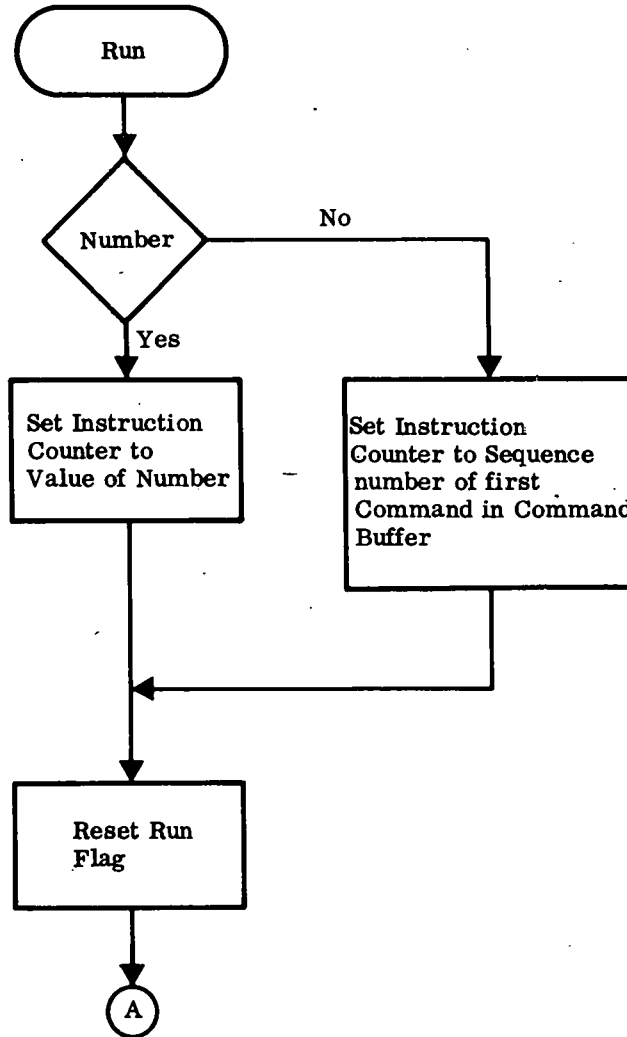 Run
Number
No
Yes
Set Instruction
Counter to
Value of Number
Set Instruction
Counter to Sequence
number of first
Command in Command
Buffer
Reset Run
Flag
A